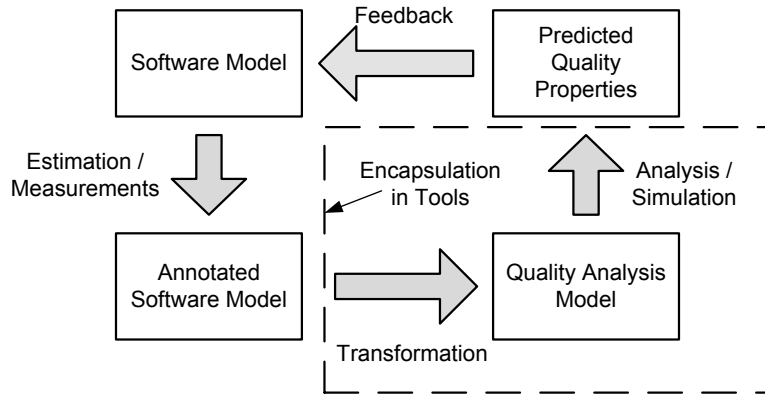 Feedback
Software Model
Predicted
Quality
Properties
Estimation /
Measurements
Encapsulation
in Tools
Analysis /
Simulation
Annotated
Software Model
Quality Analysis
Model
Transformation